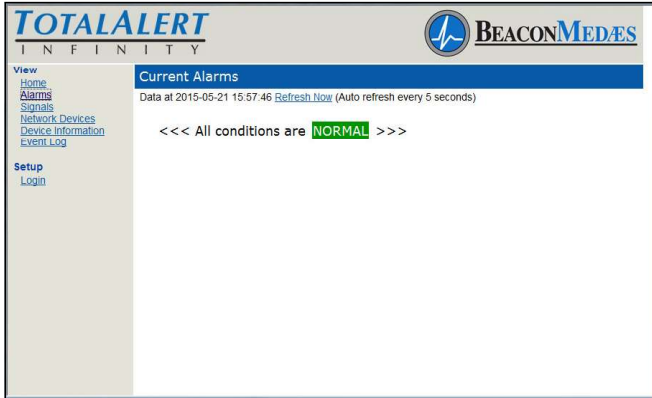 TOTALALERT
INFINITY
BEACONMEDÆS
View
Home
Alarms
Signals
Network Devices
Device Information
Event Log
Setup
Login
Current Alarms
Data at 2015-05-21 15:57:46 Refresh Now (Auto refresh every 5 seconds)
<<< All conditions are NORMAL >>>